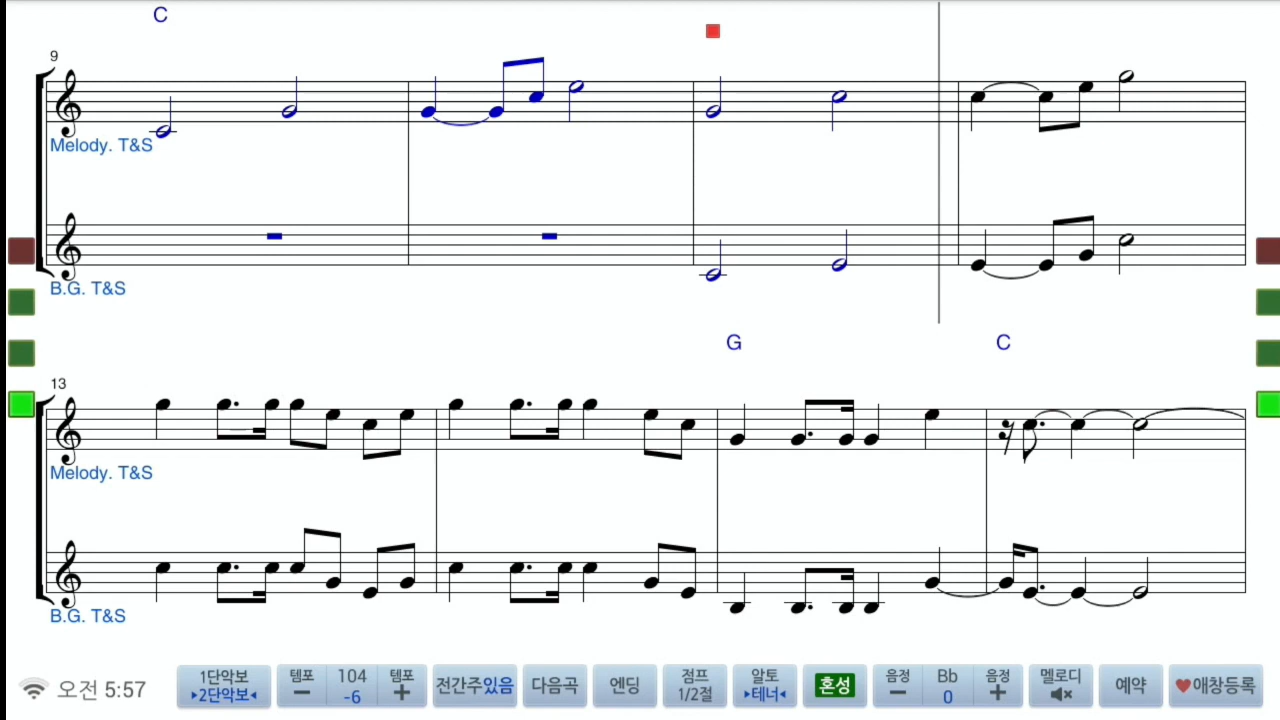 C
9
Melody. T&S
B.G. T&S
G C
13
Melody. T&S
B.G. T&S
오전 5:57
1단악보
▸2단악보◂
템포
−
104
-6
템포
+
전간주있음
다음곡
엔딩
점프
1/2절
알토
▸테너◂
혼성
음정
−
Bb
0
음정
+
멜로디
예약
♥애창등록